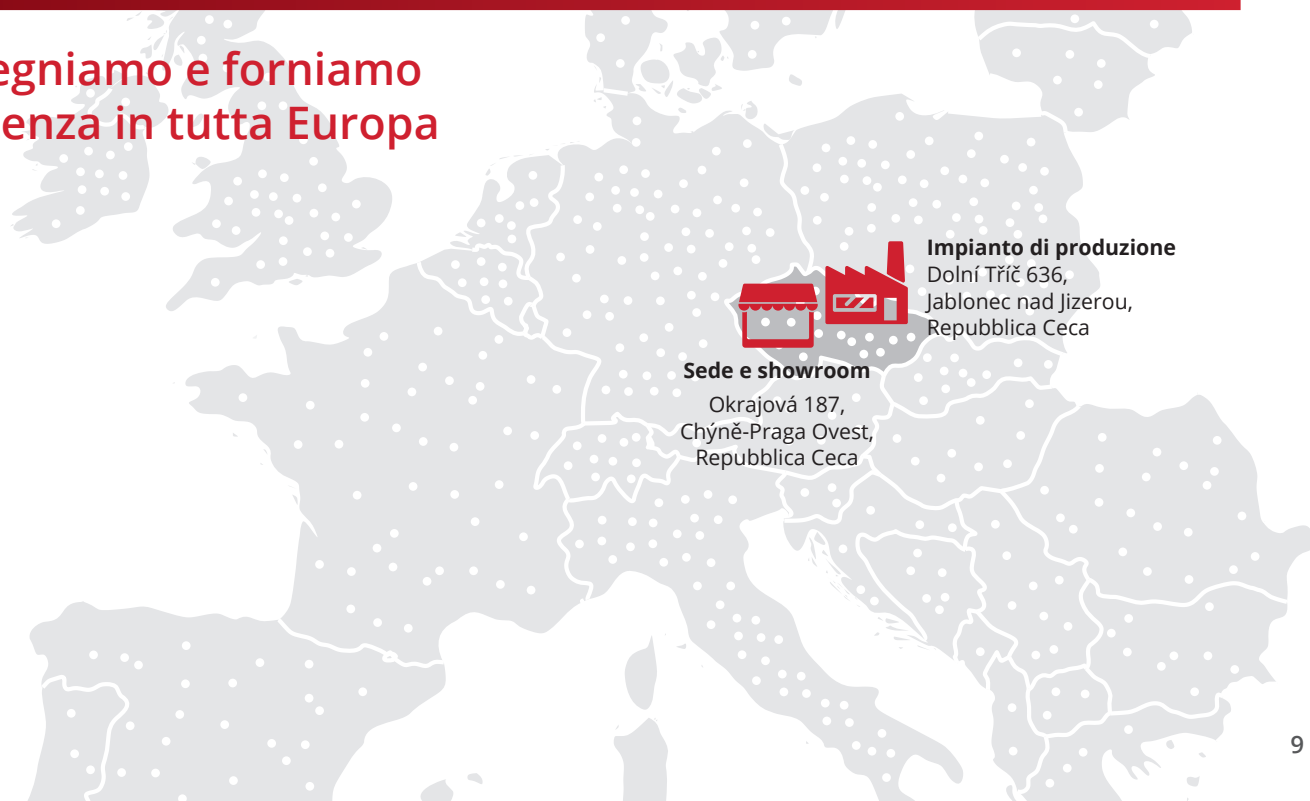 egniamo e forniamo
enza in tutta Europa
Impianto di produzione
Dolní Tříč 636,
Jablonec nad Jizerou,
Repubblica Ceca
Sede e showroom
Okrajová 187,
Chýně-Praga Ovest,
Repubblica Ceca
9